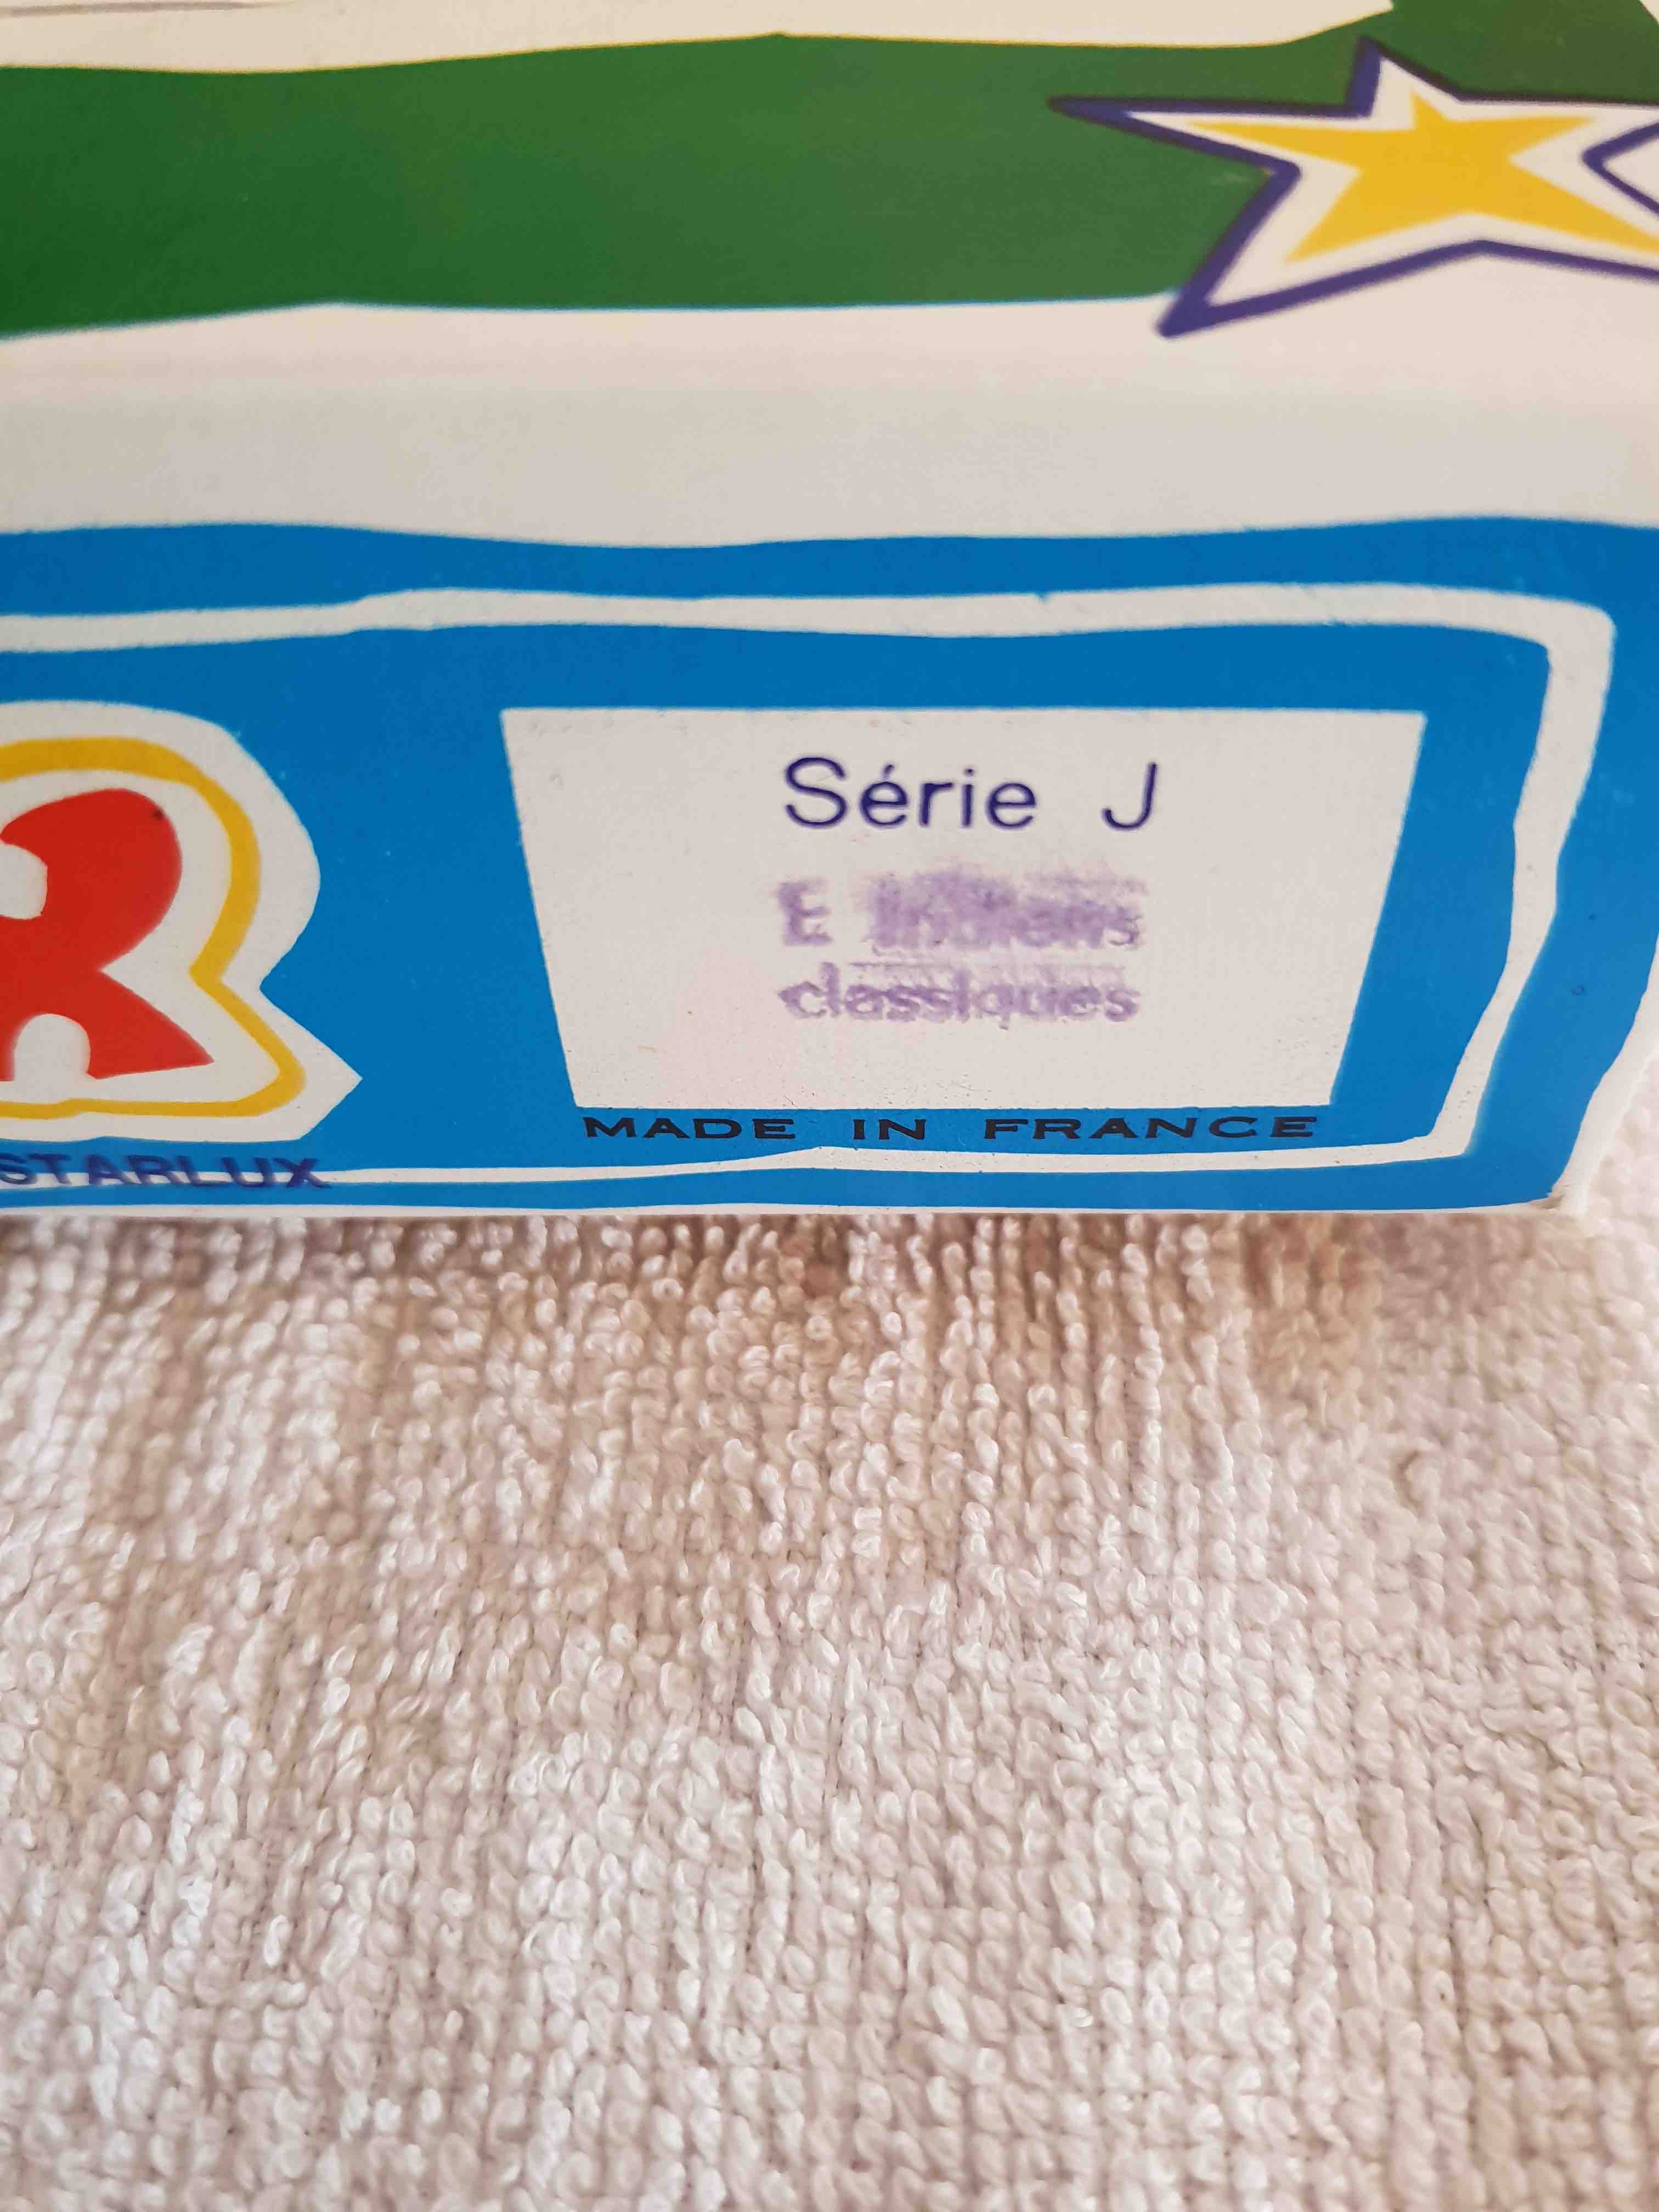 Série J
E Indiens
classiques
MADE IN FRANCE
R
STARLUX